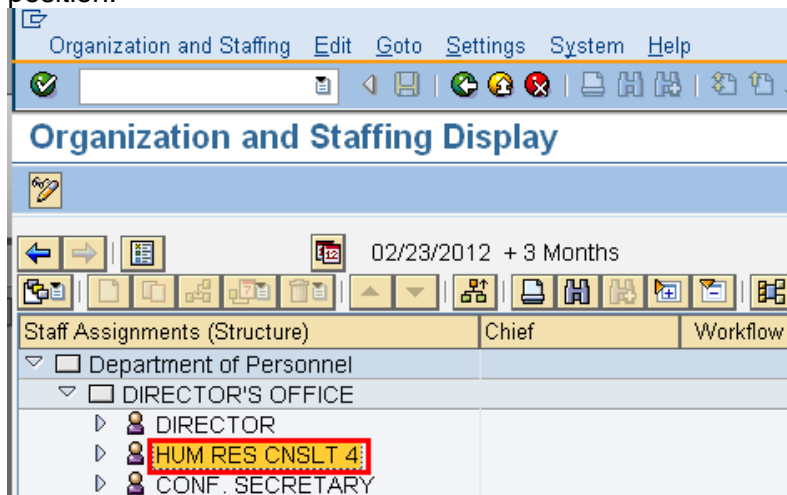 position.
Organization and Staffing Edit Goto Settings System Help
Organization and Staffing Display
02/23/2012 + 3 Months
Staff Assignments (Structure) Chief Workflow
Department of Personnel
DIRECTOR'S OFFICE
DIRECTOR
HUM RES CNSLT 4
CONF. SECRETARY